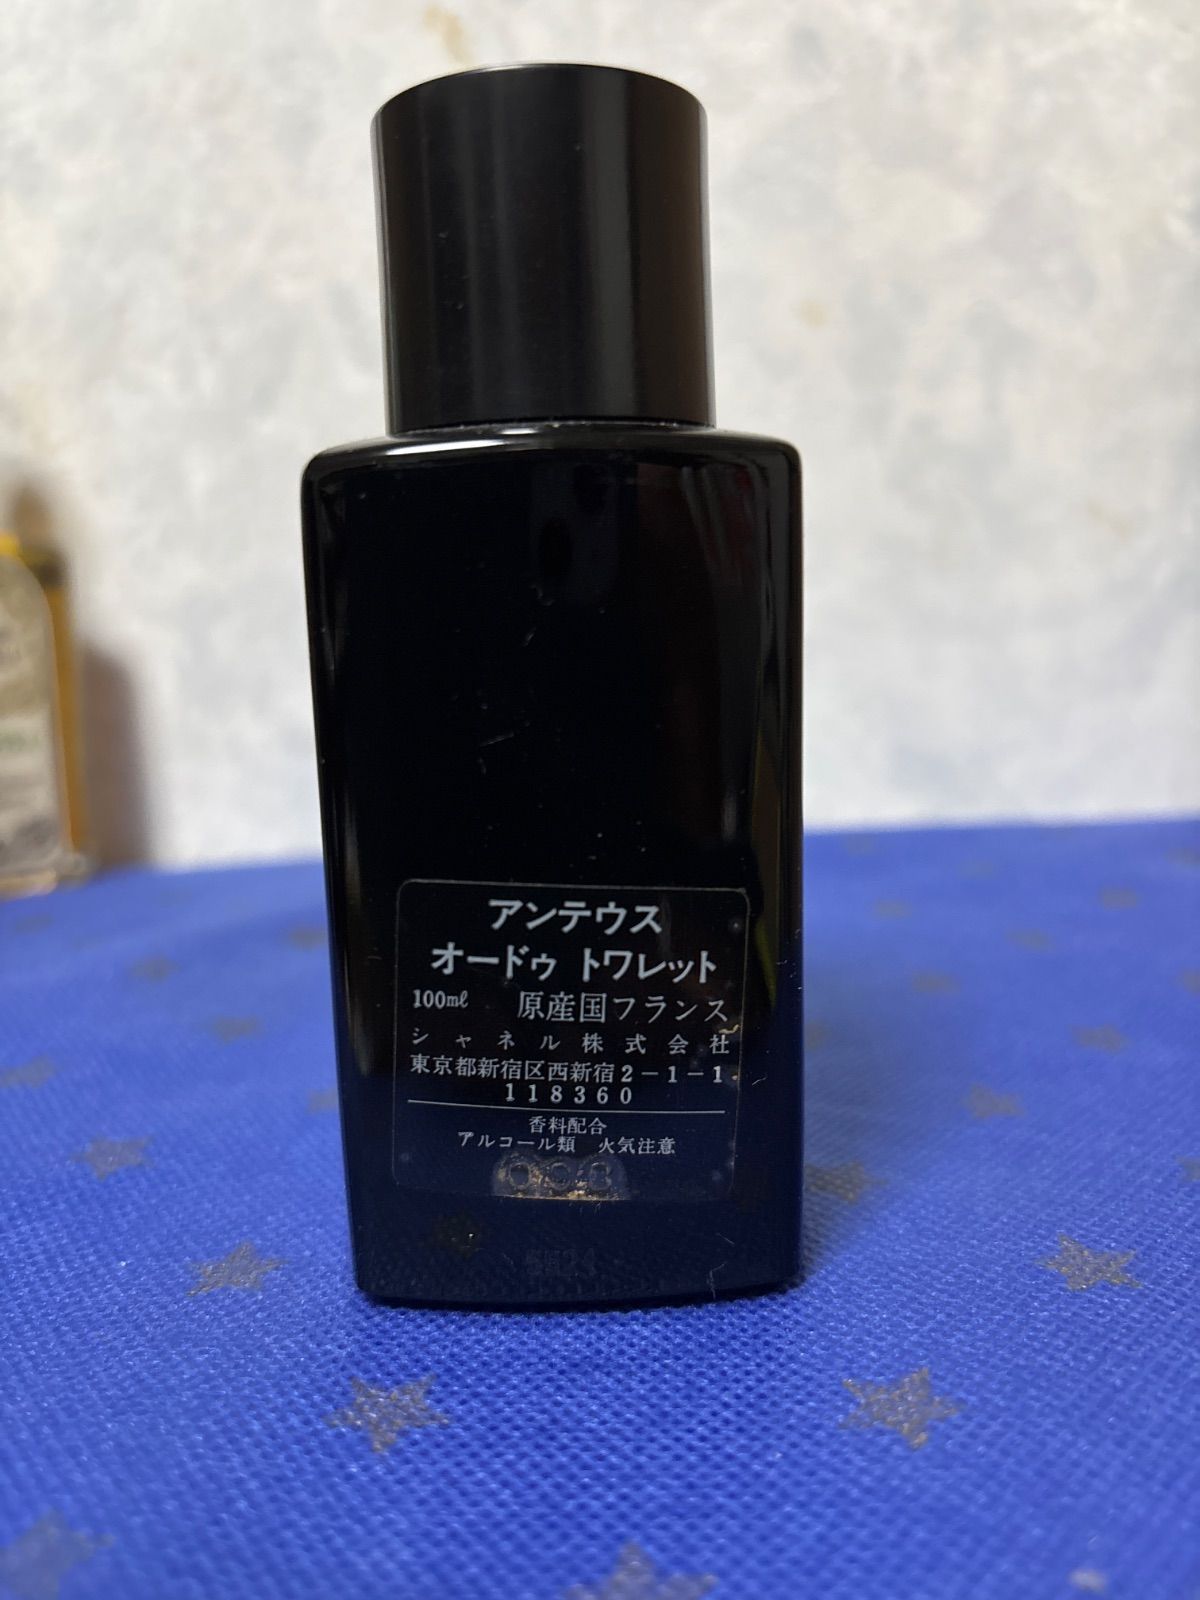 アンテウス
オードゥ トワレット
100mℓ 原産国フランス
シャネル株式会社
東京都新宿区西新宿2-1-1
118360
香料配合
アルコール類 火気注意